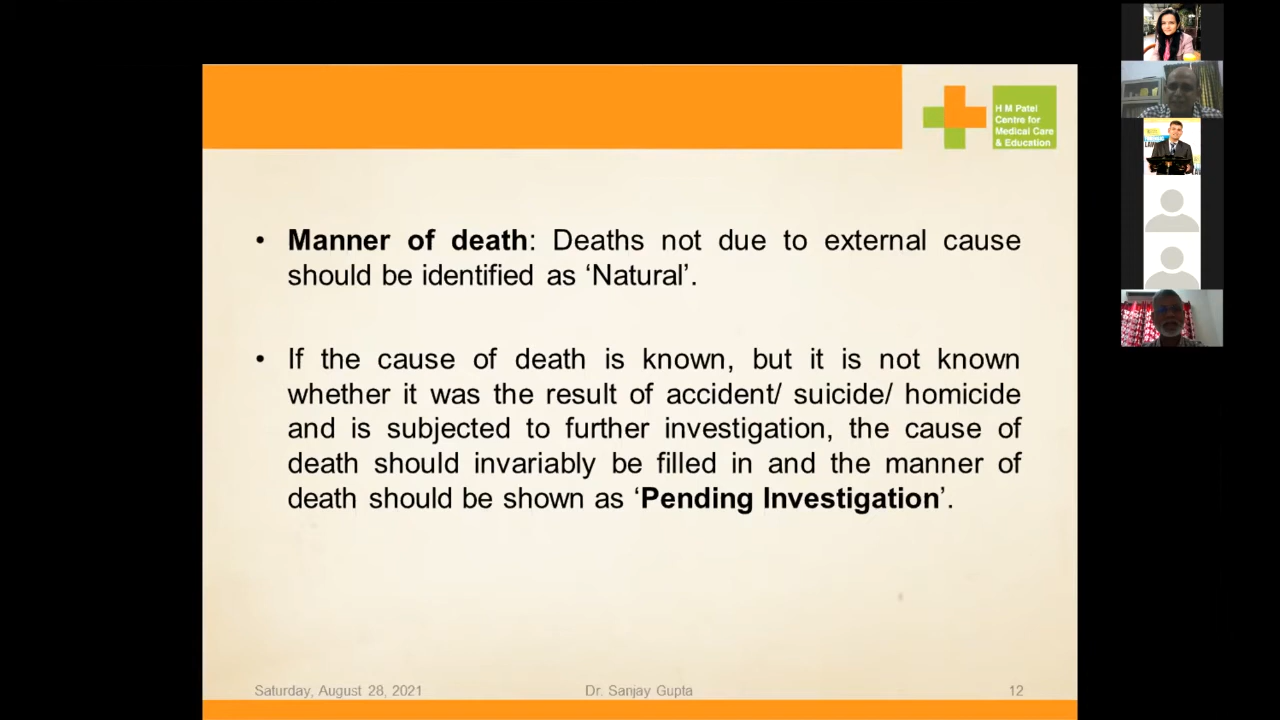 H M Patel
Centre for
Medical Care
& Education
• Manner of death: Deaths not due to external cause
should be identified as ‘Natural’.
• If the cause of death is known, but it is not known
whether it was the result of accident/ suicide/ homicide
and is subjected to further investigation, the cause of
death should invariably be filled in and the manner of
death should be shown as ‘Pending Investigation’.
Saturday, August 28, 2021
Dr. Sanjay Gupta
12